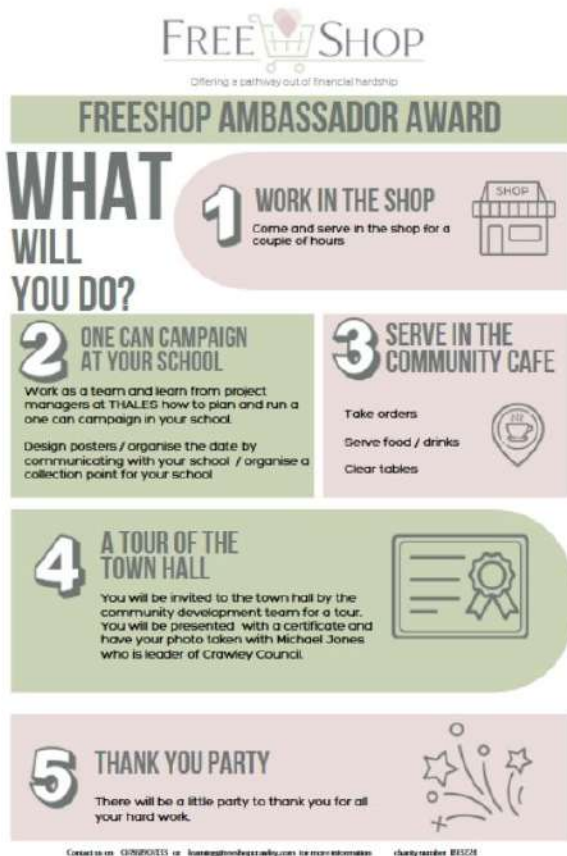 FREE SHOP
Offering a pathway out of financial hardship
FREESHOP AMBASSADOR AWARD
WHAT
WILL
YOU DO?
1 WORK IN THE SHOP
Come and serve in the shop for a
couple of hours
SHOP
2 ONE CAN CAMPAIGN
AT YOUR SCHOOL
Work as a team and learn from project
managers at THALES how to plan and run a
one can campaign in your school.
Design posters / organise the date by
communicating with your school / organise a
collection point for your school
3 SERVE IN THE
COMMUNITY CAFE
Take orders
Serve food / drinks
Clear tables
4 A TOUR OF THE
TOWN HALL
You will be invited to the town hall by the
community development team for a tour.
You will be presented with a certificate and
have your photo taken with Michael Jones
who is leader of Crawley Council.
5 THANK YOU PARTY
There will be a little party to thank you for all
your hard work.
Contact us on or for more information charity number